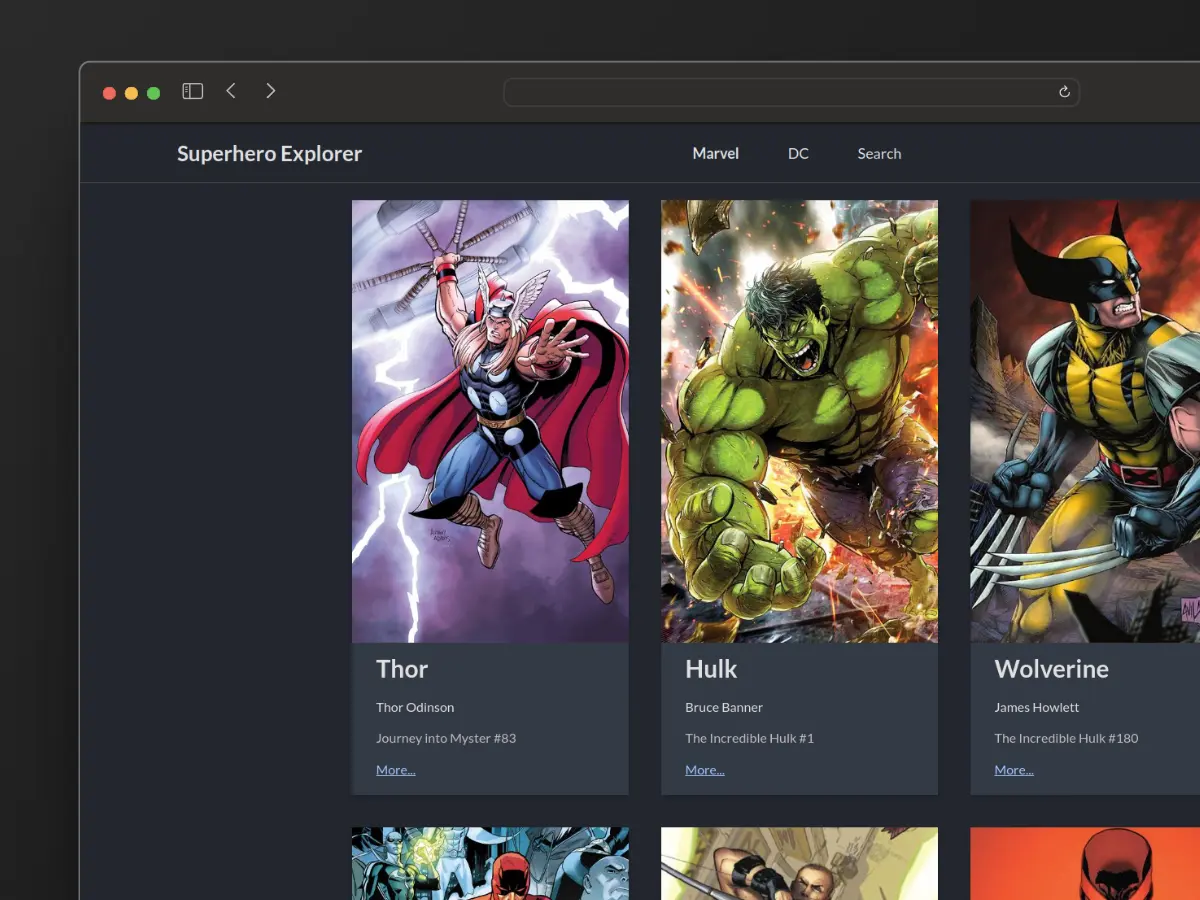 Superhero Explorer
Marvel DC Search
Thor
Thor Odinson
Journey into Myster #83
More...
Hulk
Bruce Banner
The Incredible Hulk #1
More...
Wolverine
James Howlett
The Incredible Hulk #180
More...